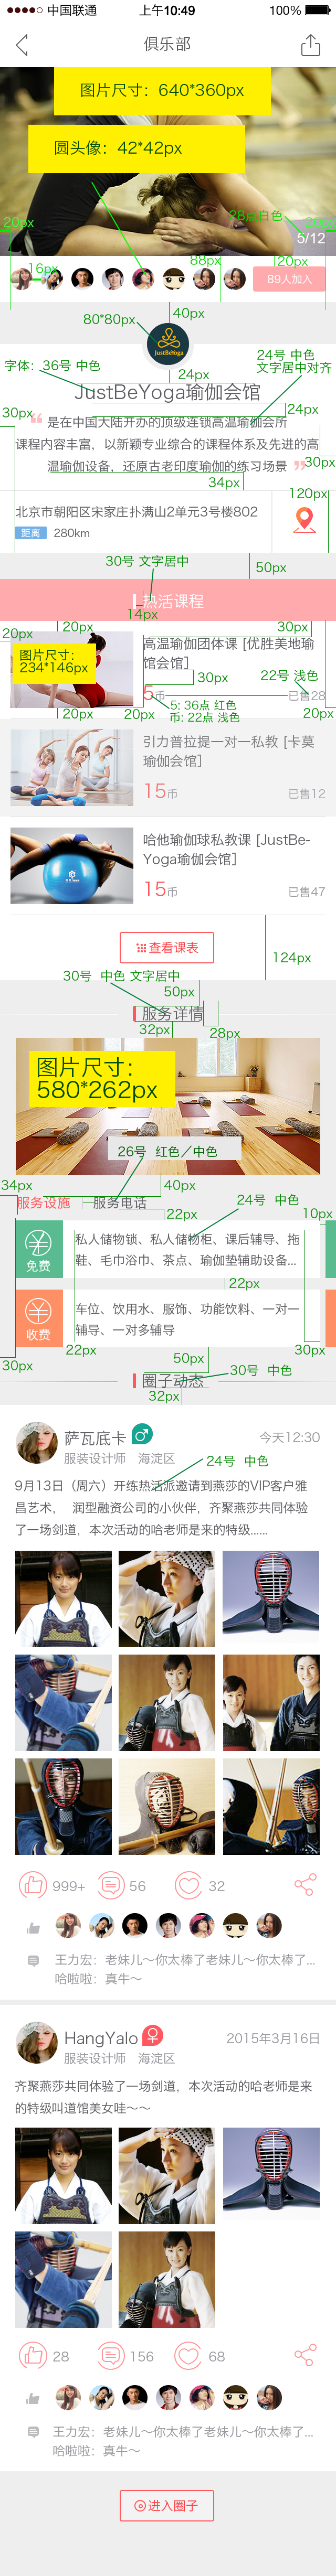 中国联通 上午10:49 100%
俱乐部
图片尺寸：640*360px
圆头像：42*42px
20px 28点白色 20px
5/12
88px 20px
16px
89人加入
40px
80*80px
JustBeYoga
24px
24号 中色
文字居中对齐
字体：36号 中色
JustBeYoga瑜伽会馆
24px
30px
是在中国大陆开办的顶级连锁高温瑜伽会所
课程内容丰富，以新颖专业综合的课程体系及先进的高
温瑜伽设备，还原古老印度瑜伽的练习场景
30px
34px
120px
北京市朝阳区宋家庄扑满山2单元3号楼802
距离 280km
30号 文字居中
50px
热活课程
14px
20px 20px 30px
图片尺寸：
234*146px
高温瑜伽团体课 [优胜美地瑜
伽会馆]
30px
22号 浅色
5币 已售28
5: 36点 红色
币: 22点 浅色
20px 20px 20px
引力普拉提一对一私教 [卡莫
瑜伽会馆]
15币 已售12
哈他瑜伽球私教课 [JustBe-
Yoga瑜伽会馆]
15币 已售47
查看课表
124px
30号 中色 文字居中
50px
服务详情
32px 28px
图片尺寸：
580*262px
26号 红色／中色
34px 40px
服务设施 服务电话
24号 中色
22px 10px
免费
私人储物锁、私人储物柜、课后辅导、拖
鞋、毛巾浴巾、茶点、瑜伽垫辅助设备...
22px
收费
车位、饮用水、服饰、功能饮料、一对一
辅导、一对多辅导
22px 30px
50px
30px
30号 中色
圈子动态
32px
萨瓦底卡
今天12:30
服装设计师 海淀区
24号 中色
9月13日（周六）开练热活派邀请到燕莎的VIP客户雅
昌艺术， 润型融资公司的小伙伴，齐聚燕莎共同体验
了一场剑道，本次活动的哈老师是来的特级......
999+ 56 32
王力宏：老妹儿～你太棒了老妹儿～你太棒了...
哈啦啦：真牛～
HangYalo
2015年3月16日
服装设计师 海淀区
齐聚燕莎共同体验了一场剑道，本次活动的哈老师是来
的特级叫道馆美女哇～～
28 156 68
王力宏：老妹儿～你太棒了老妹儿～你太棒了...
哈啦啦：真牛～
进入圈子